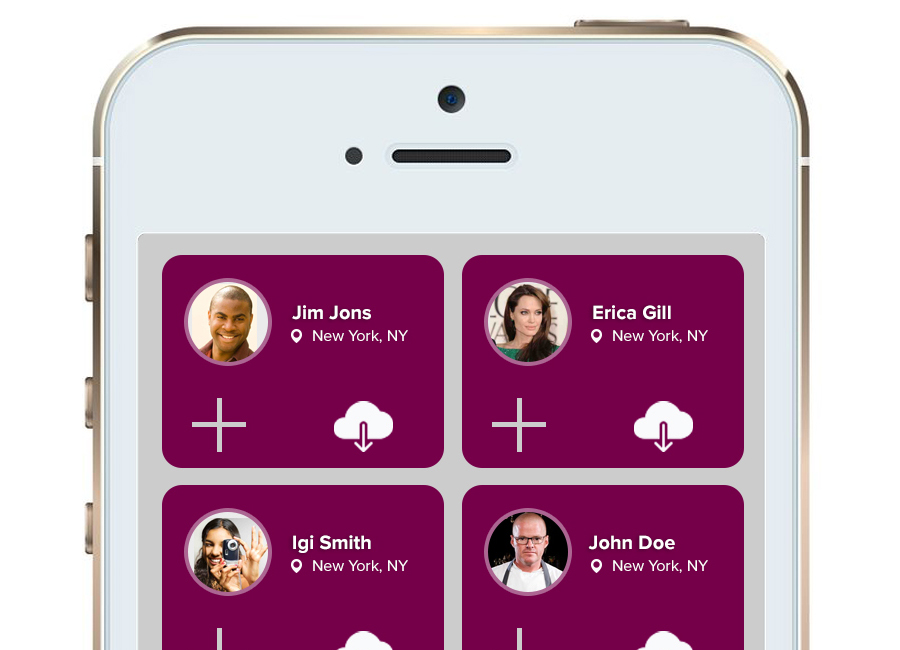 Jim Jons
New York, NY
Erica Gill
New York, NY
Igi Smith
New York, NY
John Doe
New York, NY